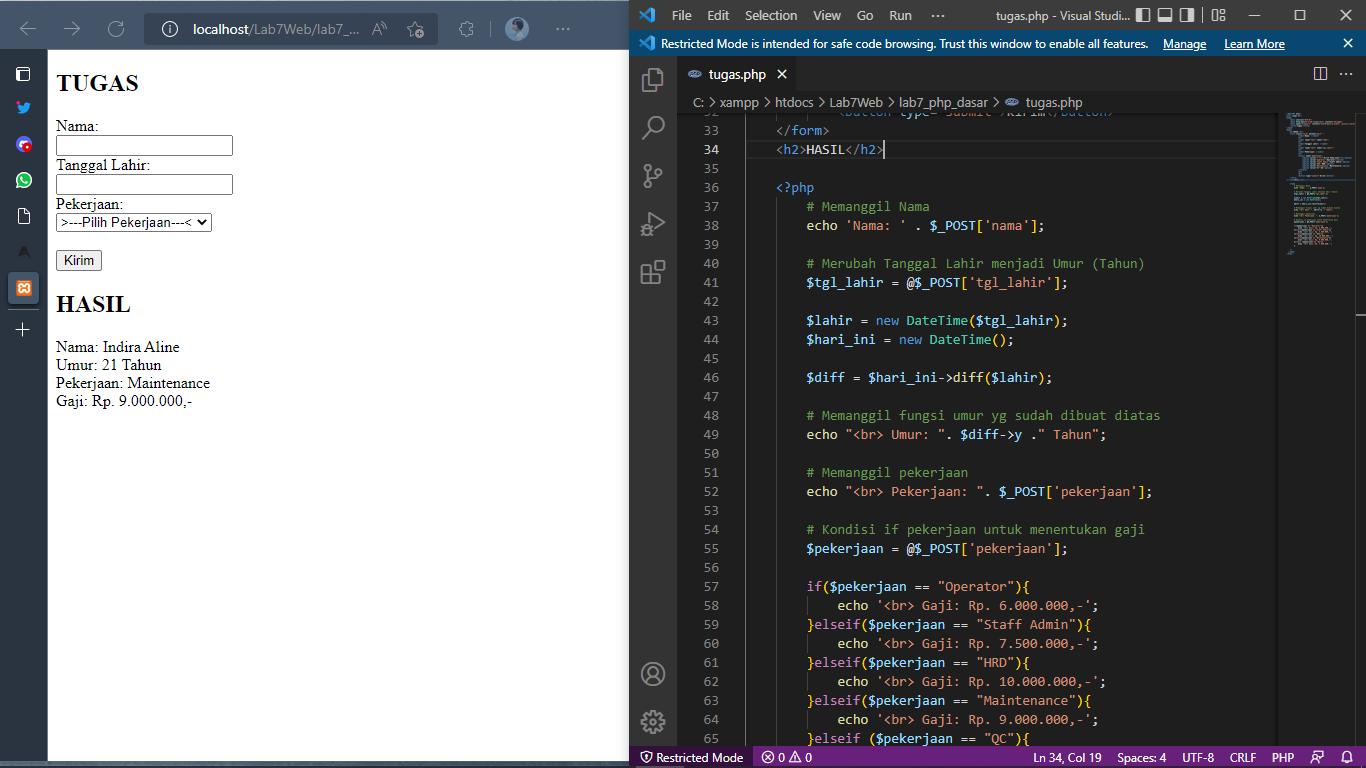 localhost/Lab7Web/lab7_...
TUGAS
Nama:
Tanggal Lahir:
Pekerjaan:
>---Pilih Pekerjaan---<
Kirim
HASIL
Nama: Indira Aline
Umur: 21 Tahun
Pekerjaan: Maintenance
Gaji: Rp. 9.000.000,-
File Edit Selection View Go Run ··· tugas.php - Visual Studi...
Restricted Mode is intended for safe code browsing. Trust this window to enable all features. Manage Learn More
tugas.php
C: > xampp > htdocs > Lab7Web > lab7_php_dasar > tugas.php
32 <button type="submit">Kirim</button>
33 </form>
34 <h2>HASIL</h2>
35
36 <?php
37 # Memanggil Nama
38 echo 'Nama: ' . $_POST['nama'];
39
40 # Merubah Tanggal Lahir menjadi Umur (Tahun)
41 $tgl_lahir = @$_POST['tgl_lahir'];
42
43 $lahir = new DateTime($tgl_lahir);
44 $hari_ini = new DateTime();
45
46 $diff = $hari_ini->diff($lahir);
47
48 # Memanggil fungsi umur yg sudah dibuat diatas
49 echo "<br> Umur: ". $diff->y ." Tahun";
50
51 # Memanggil pekerjaan
52 echo "<br> Pekerjaan: ". $_POST['pekerjaan'];
53
54 # Kondisi if pekerjaan untuk menentukan gaji
55 $pekerjaan = @$_POST['pekerjaan'];
56
57 if($pekerjaan == "Operator"){
58 echo '<br> Gaji: Rp. 6.000.000,-';
59 }elseif($pekerjaan == "Staff Admin"){
60 echo '<br> Gaji: Rp. 7.500.000,-';
61 }elseif($pekerjaan == "HRD"){
62 echo '<br> Gaji: Rp. 10.000.000,-';
63 }elseif($pekerjaan == "Maintenance"){
64 echo '<br> Gaji: Rp. 9.000.000,-';
65 }elseif ($pekerjaan == "QC"){
Restricted Mode 0 0 Ln 34, Col 19 Spaces: 4 UTF-8 CRLF PHP